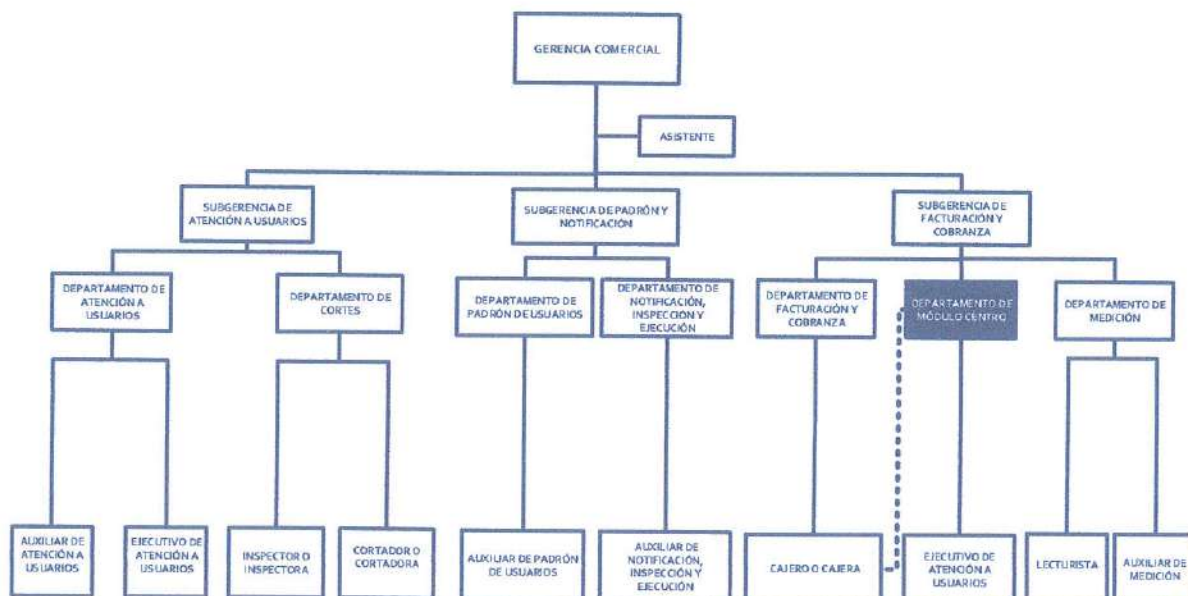 GERENCIA COMERCIAL
ASISTENTE
SUBGERENCIA DE
ATENCIÓN A USUARIOS
SUBGERENCIA DE PADRÓN Y
NOTIFICACIÓN
SUBGERENCIA DE
FACTURACIÓN Y
COBRANZA
DEPARTAMENTO DE
ATENCIÓN A
USUARIOS
DEPARTAMENTO DE
CORTES
DEPARTAMENTO DE
PADRÓN DE USUARIOS
DEPARTAMENTO DE
NOTIFICACIÓN,
INSPECCIÓN Y
EJECUCIÓN
DEPARTAMENTO DE
FACTURACIÓN Y
COBRANZA
DEPARTAMENTO DE
MÓDULO CENTRO
DEPARTAMENTO DE
MEDICIÓN
AUXILIAR DE
ATENCIÓN A
USUARIOS
EJECUTIVO DE
ATENCIÓN A
USUARIOS
INSPECTOR O
INSPECTORA
CORTADOR O
CORTADORA
AUXILIAR DE PADRÓN
DE USUARIOS
AUXILIAR DE
NOTIFICACIÓN,
INSPECCIÓN Y
EJECUCIÓN
CAJERO O CAJERA
EJECUTIVO DE
ATENCIÓN A
USUARIOS
LECTURISTA
AUXILIAR DE
MEDICIÓN